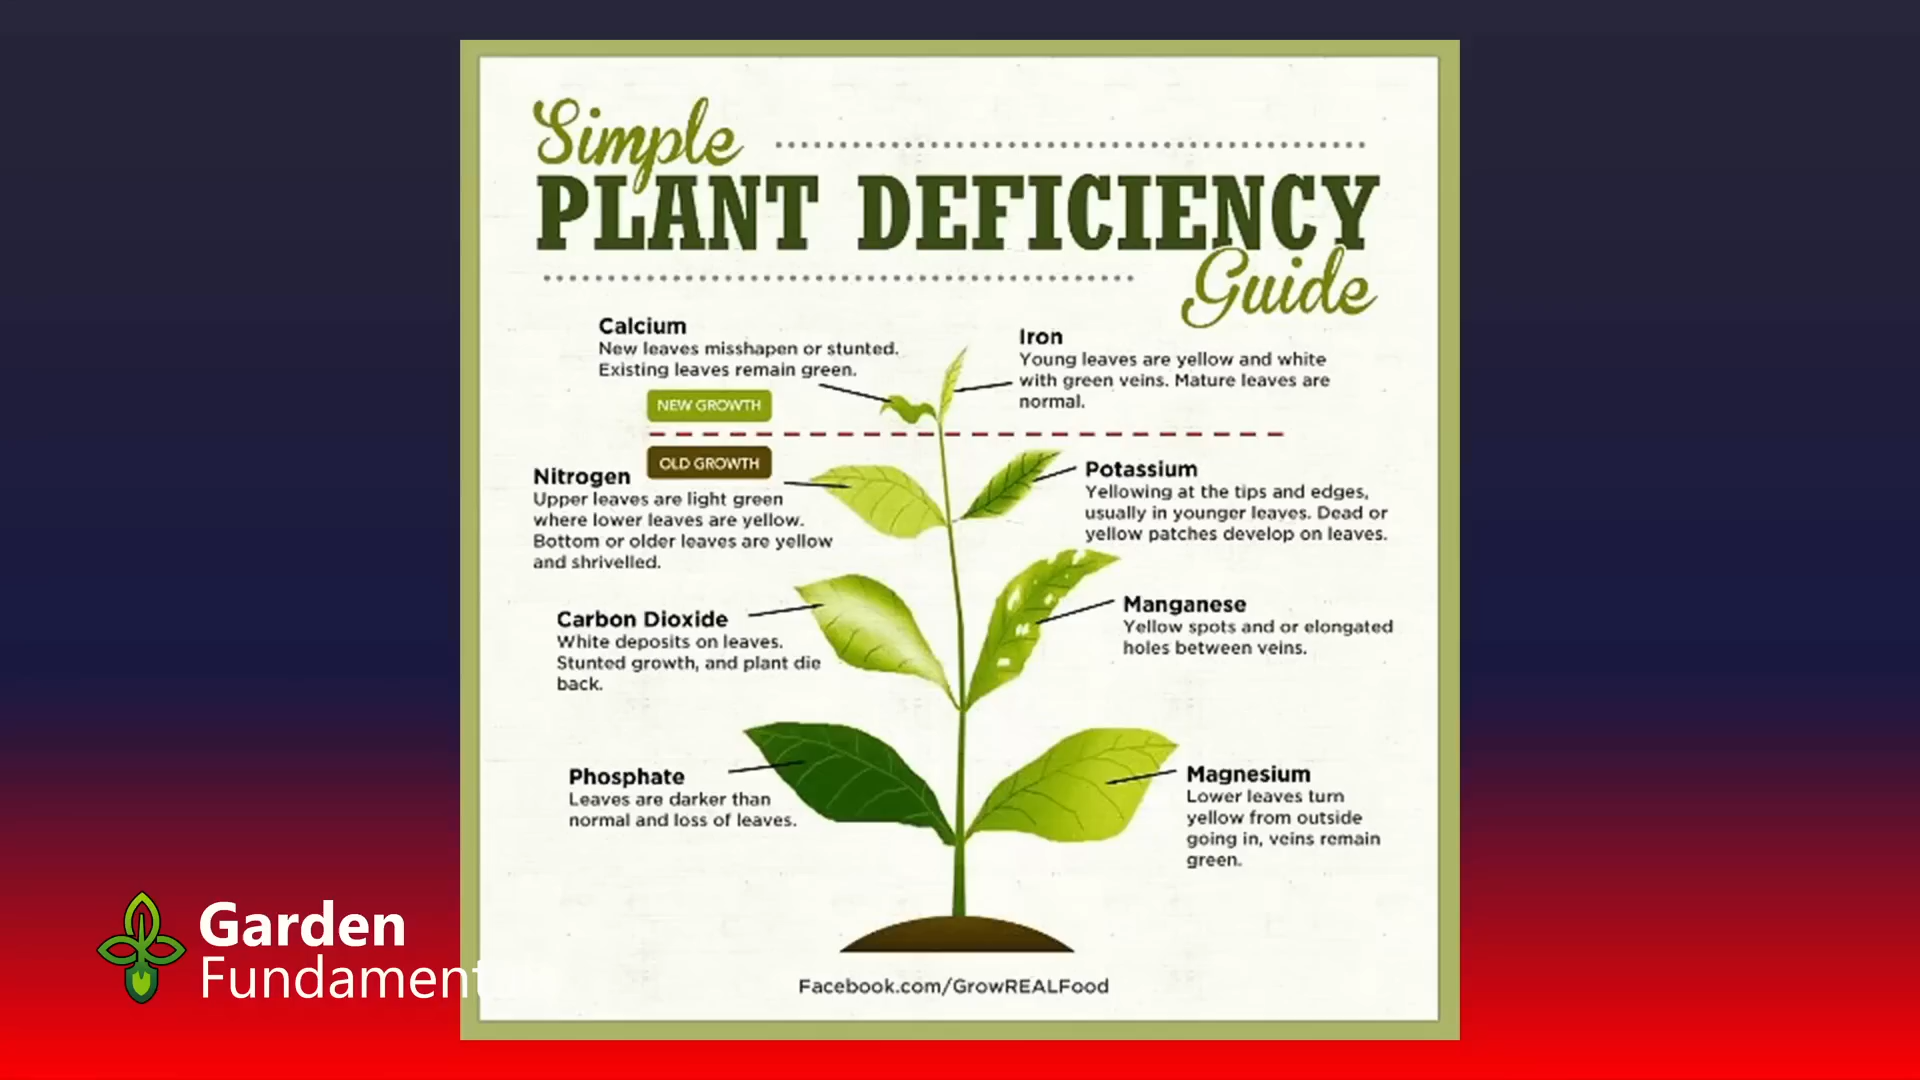 Simple
PLANT DEFICIENCY
Guide
Calcium
New leaves misshapen or stunted.
Existing leaves remain green.
Iron
Young leaves are yellow and white
with green veins. Mature leaves are
normal.
NEW GROWTH
OLD GROWTH
Nitrogen
Upper leaves are light green
where lower leaves are yellow.
Bottom or older leaves are yellow
and shrivelled.
Potassium
Yellowing at the tips and edges,
usually in younger leaves. Dead or
yellow patches develop on leaves.
Carbon Dioxide
White deposits on leaves.
Stunted growth, and plant die
back.
Manganese
Yellow spots and or elongated
holes between veins.
Phosphate
Leaves are darker than
normal and loss of leaves.
Magnesium
Lower leaves turn
yellow from outside
going in, veins remain
green.
Facebook.com/GrowREALFood
Garden